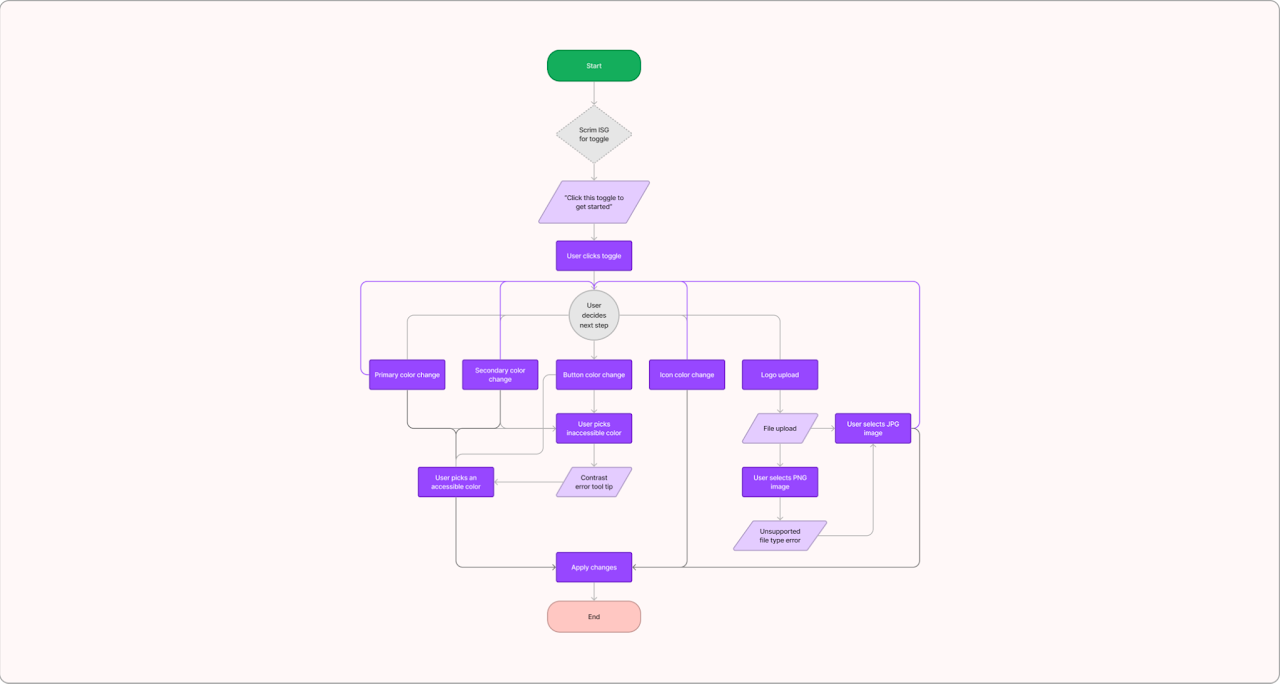 Start
Scrim ISG
for toggle
"Click this toggle to
get started"
User clicks toggle
User
decides
next step
Primary color change
Secondary color
change
Button color change
Icon color change
Logo upload
User picks
inaccessible color
File upload
User selects JPG
image
User picks an
accessible color
Contrast
error tool tip
User selects PNG
image
Unsupported
file type error
Apply changes
End